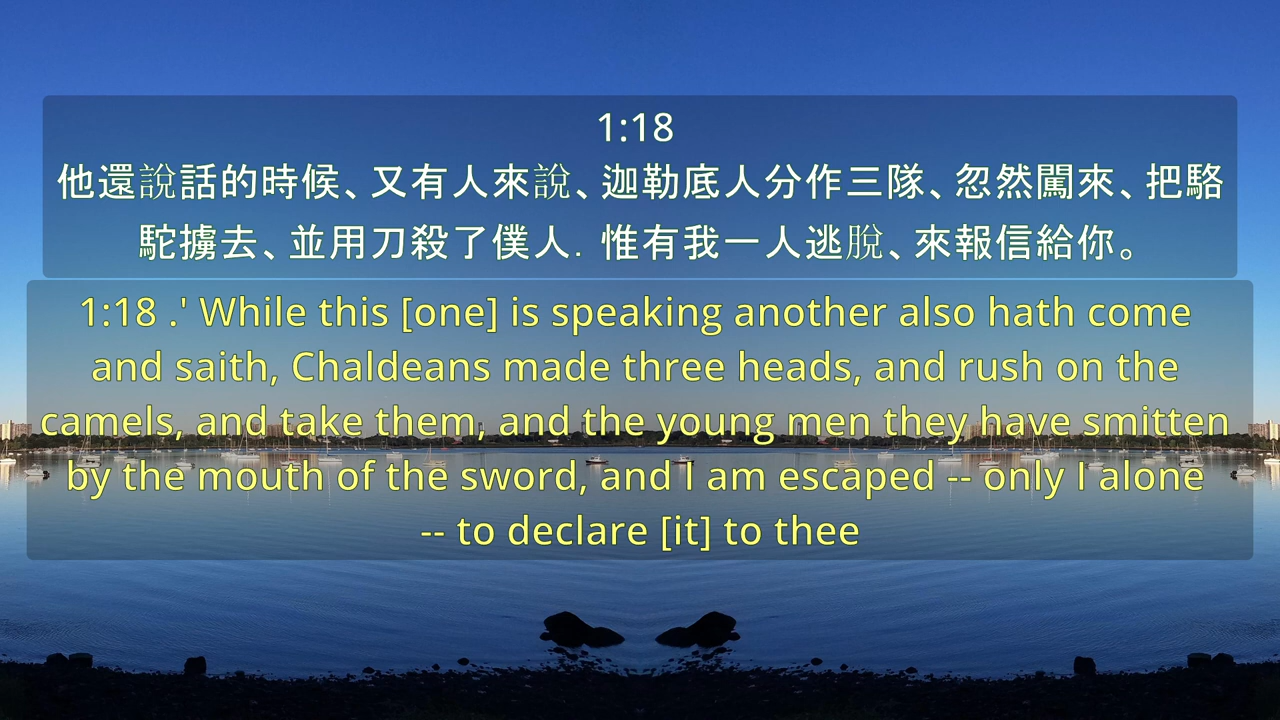 1:18
他還說話的時候、又有人來說、迦勒底人分作三隊、忽然闖來、把駱
駝擄去、並用刀殺了僕人．惟有我一人逃脫、來報信給你。
1:18 .' While this [one] is speaking another also hath come
and saith, Chaldeans made three heads, and rush on the
camels, and take them, and the young men they have smitten
by the mouth of the sword, and I am escaped -- only I alone
-- to declare [it] to thee